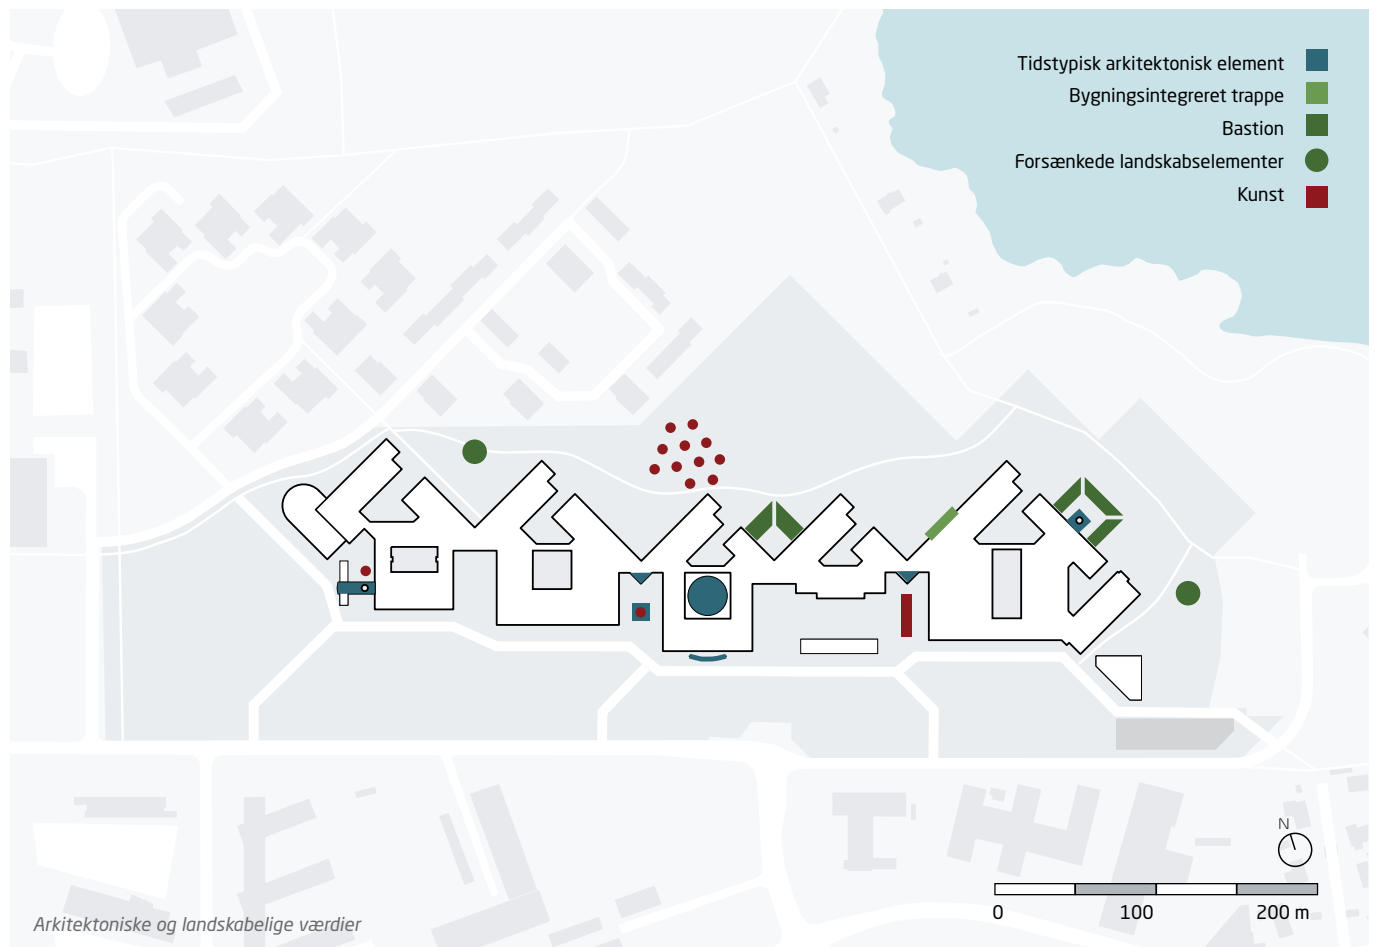 Tidstypisk arkitektonisk element
Bygningsintegreret trappe
Bastion
Forsænkede landskabselementer
Kunst
N
0 100 200 m
Arkitektoniske og landskabelige værdier